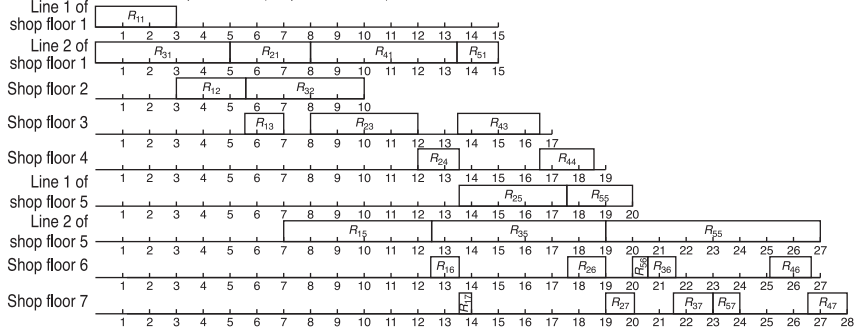 Line 1 of
shop floor 1
R11
1 2 3 4 5 6 7 8 9 10 11 12 13 14 15
Line 2 of
shop floor 1
R31 R21 R41 R51
1 2 3 4 5 6 7 8 9 10 11 12 13 14 15
Shop floor 2
R12 R32
1 2 3 4 5 6 7 8 9 10
Shop floor 3
R13 R23 R43
1 2 3 4 5 6 7 8 9 10 11 12 13 14 15 16 17
Shop floor 4
R24 R44
1 2 3 4 5 6 7 8 9 10 11 12 13 14 15 16 17 18 19
Line 1 of
shop floor 5
R25 R55
1 2 3 4 5 6 7 8 9 10 11 12 13 14 15 16 17 18 19 20
Line 2 of
shop floor 5
R15 R35 R55
1 2 3 4 5 6 7 8 9 10 11 12 13 14 15 16 17 18 19 20 21 22 23 24 25 26 27
Shop floor 6
R16 R26 R56 R36 R46
1 2 3 4 5 6 7 8 9 10 11 12 13 14 15 16 17 18 19 20 21 22 23 24 25 26 27
Shop floor 7
R17 R27 R37 R57 R47
1 2 3 4 5 6 7 8 9 10 11 12 13 14 15 16 17 18 19 20 21 22 23 24 25 26 27 28